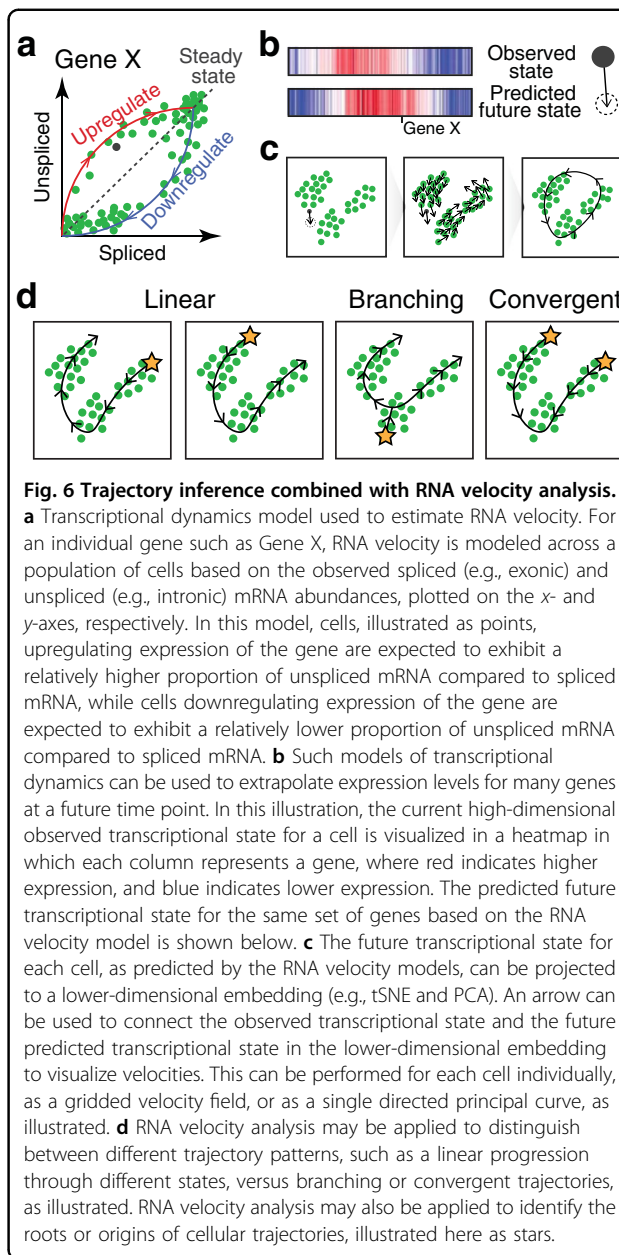 a
Gene X
Steady
state
Upregulate
Downregulate
Unspliced
Spliced
b
Observed
state
Predicted
future state
Gene X
c
d
Linear
Branching
Convergent
Fig. 6 Trajectory inference combined with RNA velocity analysis.
a Transcriptional dynamics model used to estimate RNA velocity. For
an individual gene such as Gene X, RNA velocity is modeled across a
population of cells based on the observed spliced (e.g., exonic) and
unspliced (e.g., intronic) mRNA abundances, plotted on the x- and
y-axes, respectively. In this model, cells, illustrated as points,
upregulating expression of the gene are expected to exhibit a
relatively higher proportion of unspliced mRNA compared to spliced
mRNA, while cells downregulating expression of the gene are
expected to exhibit a relatively lower proportion of unspliced mRNA
compared to spliced mRNA. b Such models of transcriptional
dynamics can be used to extrapolate expression levels for many genes
at a future time point. In this illustration, the current high-dimensional
observed transcriptional state for a cell is visualized in a heatmap in
which each column represents a gene, where red indicates higher
expression, and blue indicates lower expression. The predicted future
transcriptional state for the same set of genes based on the RNA
velocity model is shown below. c The future transcriptional state for
each cell, as predicted by the RNA velocity models, can be projected
to a lower-dimensional embedding (e.g., tSNE and PCA). An arrow can
be used to connect the observed transcriptional state and the future
predicted transcriptional state in the lower-dimensional embedding
to visualize velocities. This can be performed for each cell individually,
as a gridded velocity field, or as a single directed principal curve, as
illustrated. d RNA velocity analysis may be applied to distinguish
between different trajectory patterns, such as a linear progression
through different states, versus branching or convergent trajectories,
as illustrated. RNA velocity analysis may also be applied to identify the
roots or origins of cellular trajectories, illustrated here as stars.